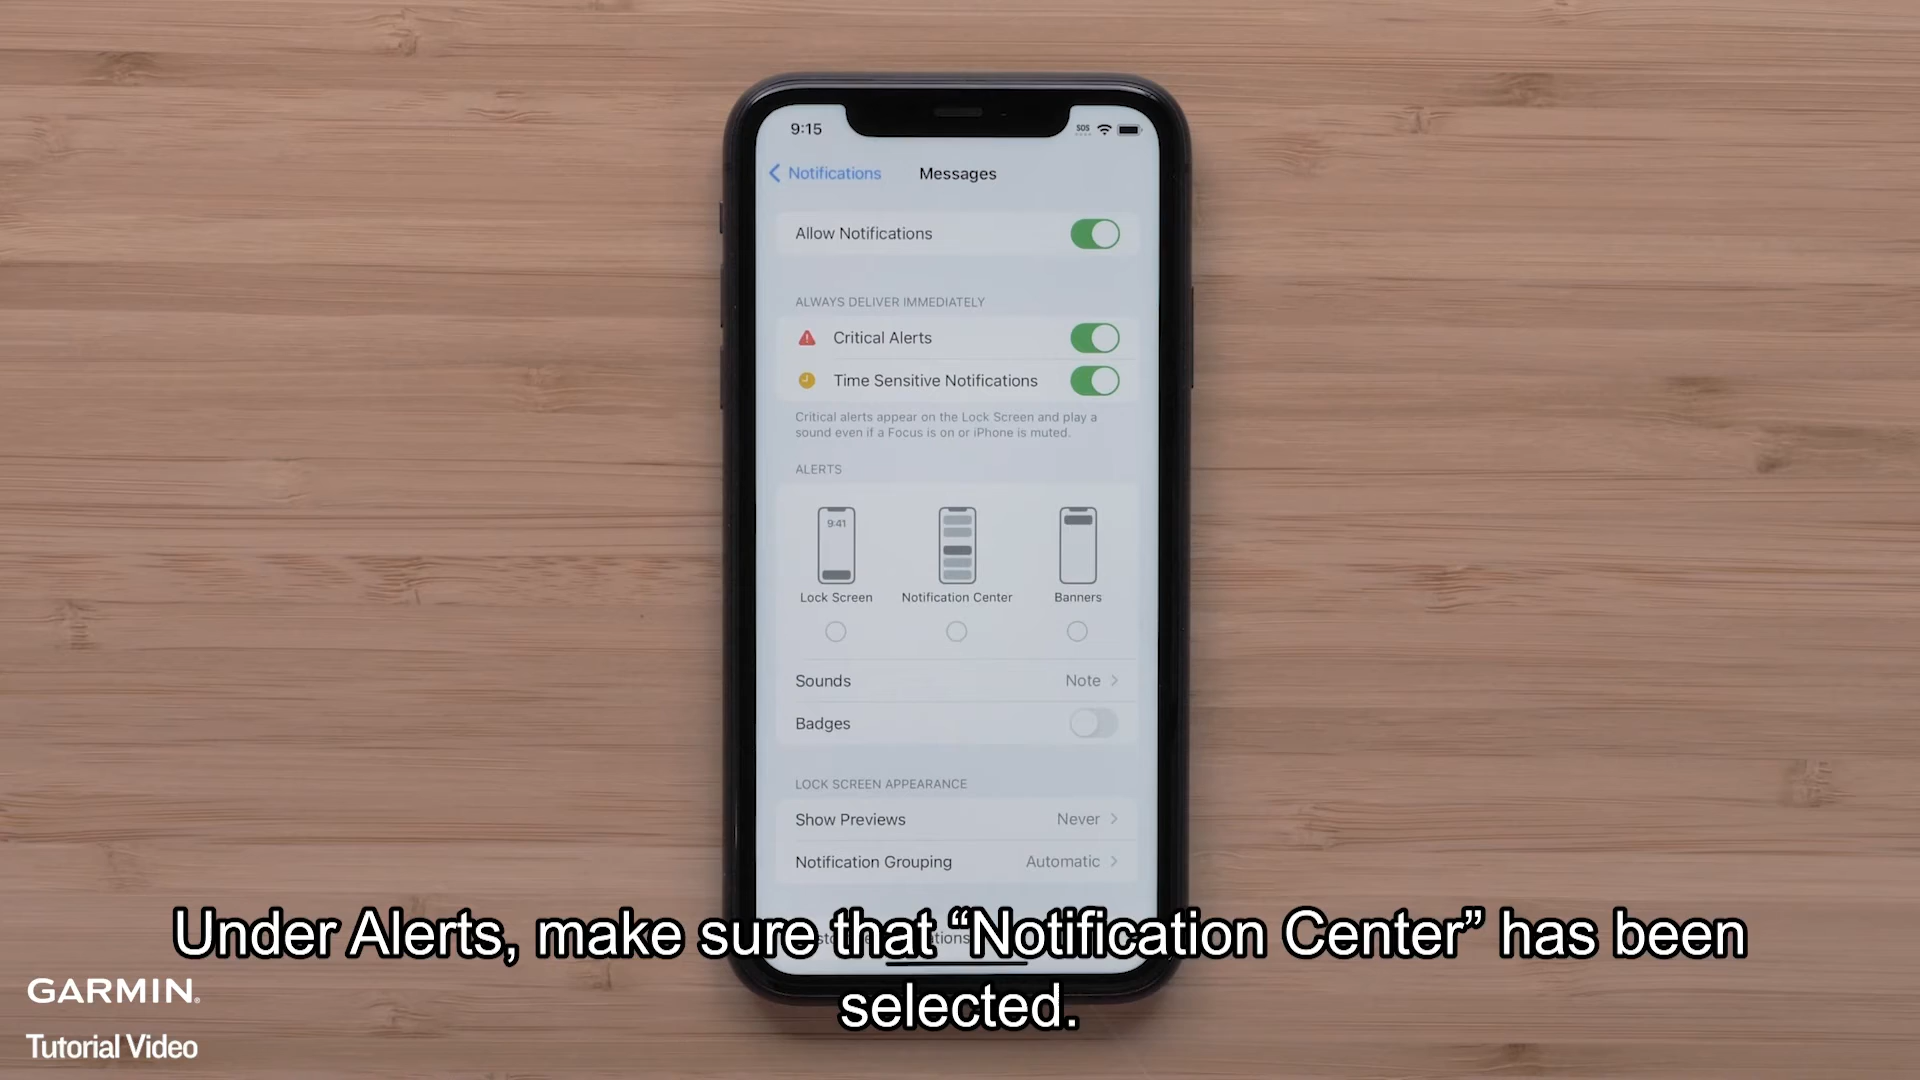 9:15
SOS
Notifications
Messages
Allow Notifications
ALWAYS DELIVER IMMEDIATELY
Critical Alerts
Time Sensitive Notifications
Critical alerts appear on the Lock Screen and play a
sound even if a Focus is on or iPhone is muted.
ALERTS
9:41
Lock Screen
Notification Center
Banners
Sounds
Note
Badges
LOCK SCREEN APPEARANCE
Show Previews
Never
Notification Grouping
Automatic
Under Alerts, make sure that “Notification Center” has been
selected.
GARMIN
Tutorial Video